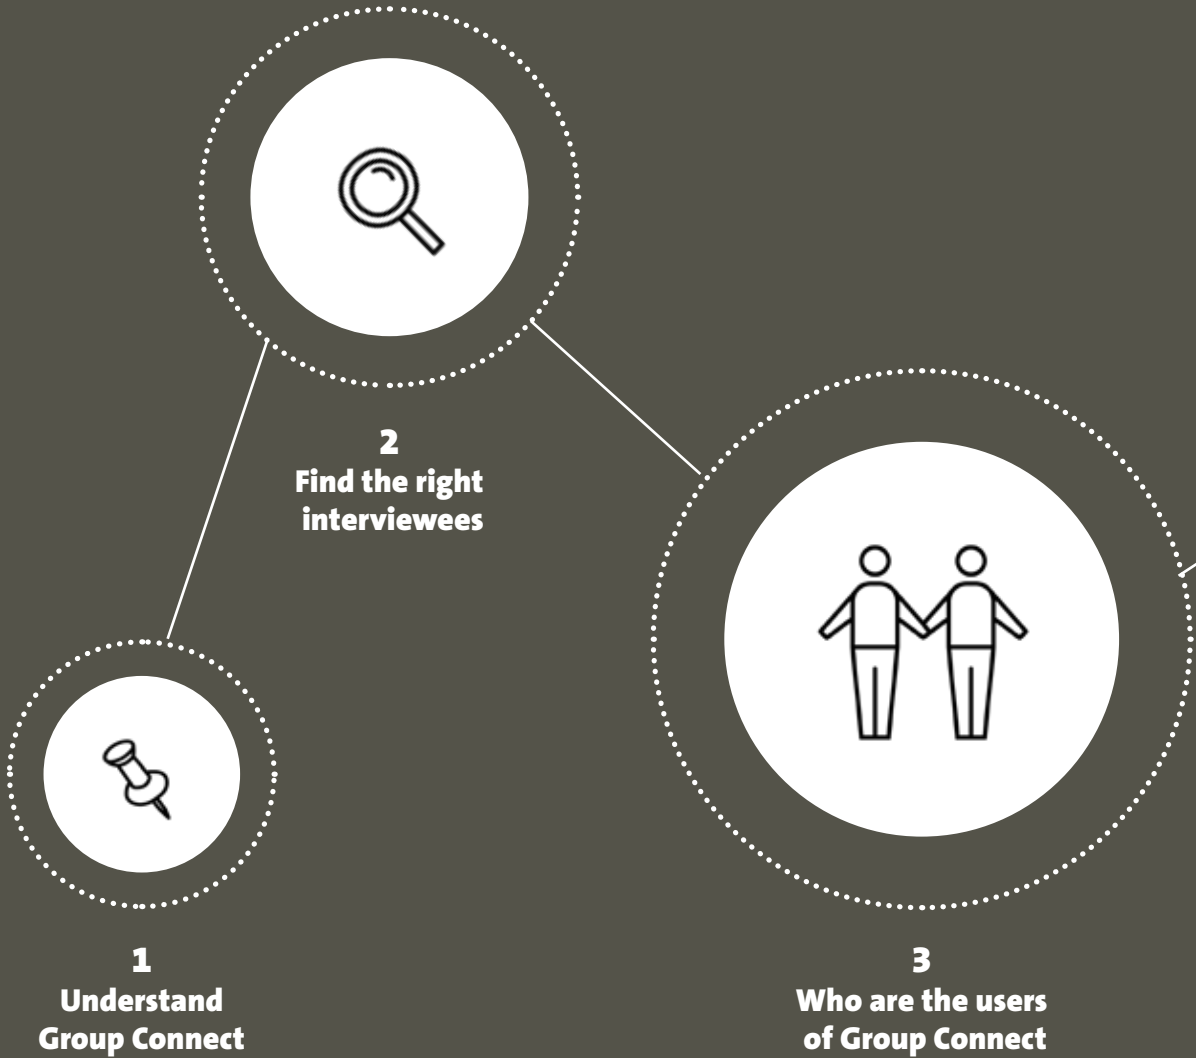 2
Find the right
interviewees
1
Understand
Group Connect
3
Who are the users
of Group Connect